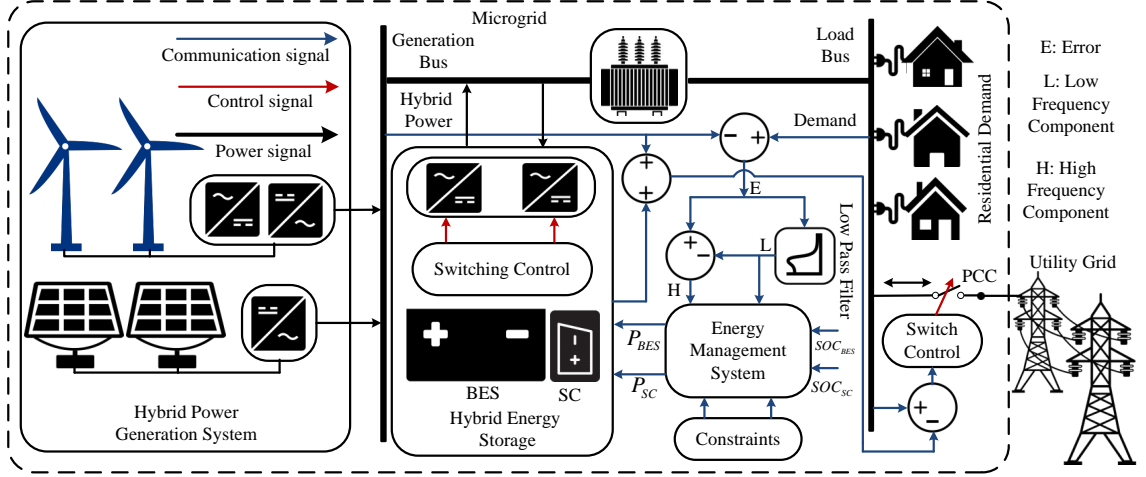 Microgrid
Communication signal
Control signal
Power signal
Generation
Bus
Hybrid
Power
Load
Bus
Demand
Residential Demand
E: Error
L: Low
Frequency
Component
H: High
Frequency
Component
E
L
H
Low Pass Filter
Switching Control
BES
SC
Hybrid Energy
Storage
P_BES
P_SC
Energy
Management
System
SOC_BES
SOC_SC
Constraints
PCC
Utility Grid
Switch
Control
Hybrid Power
Generation System